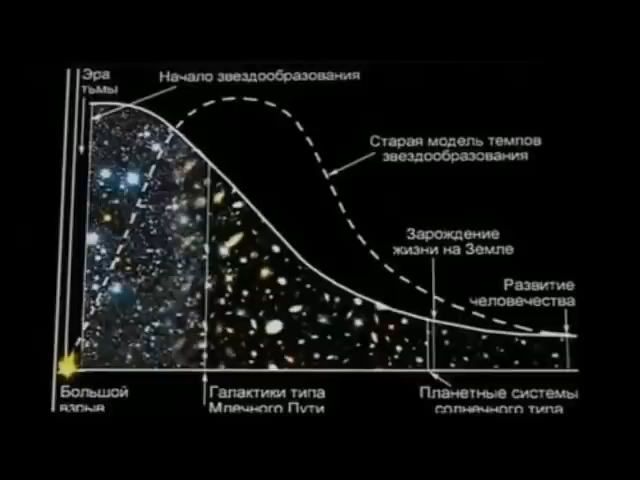 Эра
тьмы
Начало звездообразования
Старая модель темпов
звездообразования
Зарождение
жизни на Земле
Развитие
человечества
Большой
взрыв
Галактики типа
Млечного Пути
Планетные системы
солнечного типа